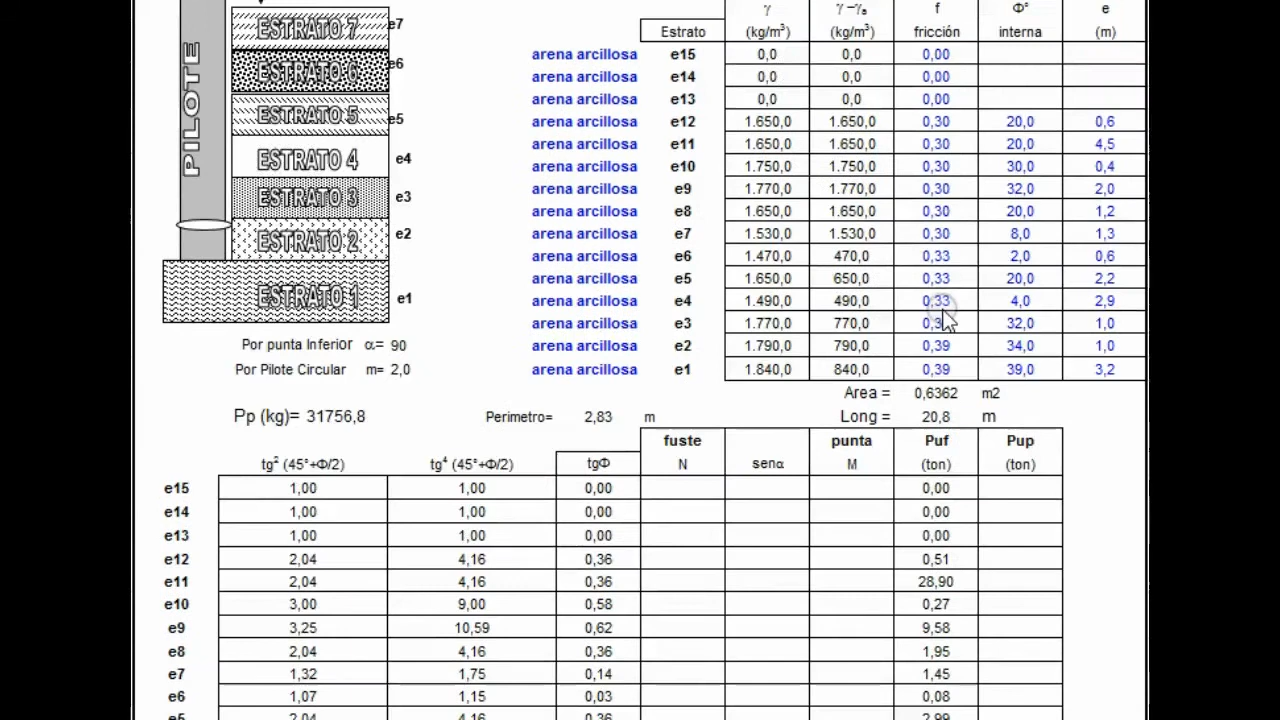 γ γ −γₐ f Φ° e
Estrato (kg/m³) (kg/m³) fricción interna (m)
PILOTE
ESTRATO 7 e7
ESTRATO 6 e6
ESTRATO 5 e5
ESTRATO 4 e4
ESTRATO 3 e3
ESTRATO 2 e2
ESTRATO 1 e1
arena arcillosa e15 0,0 0,0 0,00
arena arcillosa e14 0,0 0,0 0,00
arena arcillosa e13 0,0 0,0 0,00
arena arcillosa e12 1.650,0 1.650,0 0,30 20,0 0,6
arena arcillosa e11 1.650,0 1.650,0 0,30 20,0 4,5
arena arcillosa e10 1.750,0 1.750,0 0,30 30,0 0,4
arena arcillosa e9 1.770,0 1.770,0 0,30 32,0 2,0
arena arcillosa e8 1.650,0 1.650,0 0,30 20,0 1,2
arena arcillosa e7 1.530,0 1.530,0 0,30 8,0 1,3
arena arcillosa e6 1.470,0 470,0 0,33 2,0 0,6
arena arcillosa e5 1.650,0 650,0 0,33 20,0 2,2
arena arcillosa e4 1.490,0 490,0 0,33 4,0 2,9
arena arcillosa e3 1.770,0 770,0 32,0 1,0
arena arcillosa e2 1.790,0 790,0 0,39 34,0 1,0
arena arcillosa e1 1.840,0 840,0 0,39 39,0 3,2
Por punta Inferior α= 90
Por Pilote Circular m= 2,0
Area = 0,6362 m2
Pp (kg)= 31756,8 Perimetro= 2,83 m Long = 20,8 m
fuste punta Puf Pup
tg² (45°+Φ/2) tg⁴ (45°+Φ/2) tgΦ N senα M (ton) (ton)
e15 1,00 1,00 0,00 0,00
e14 1,00 1,00 0,00 0,00
e13 1,00 1,00 0,00 0,00
e12 2,04 4,16 0,36 0,51
e11 2,04 4,16 0,36 28,90
e10 3,00 9,00 0,58 0,27
e9 3,25 10,59 0,62 9,58
e8 2,04 4,16 0,36 1,95
e7 1,32 1,75 0,14 1,45
e6 1,07 1,15 0,03 0,08
e5 2,04 4,16 0,36 2,99